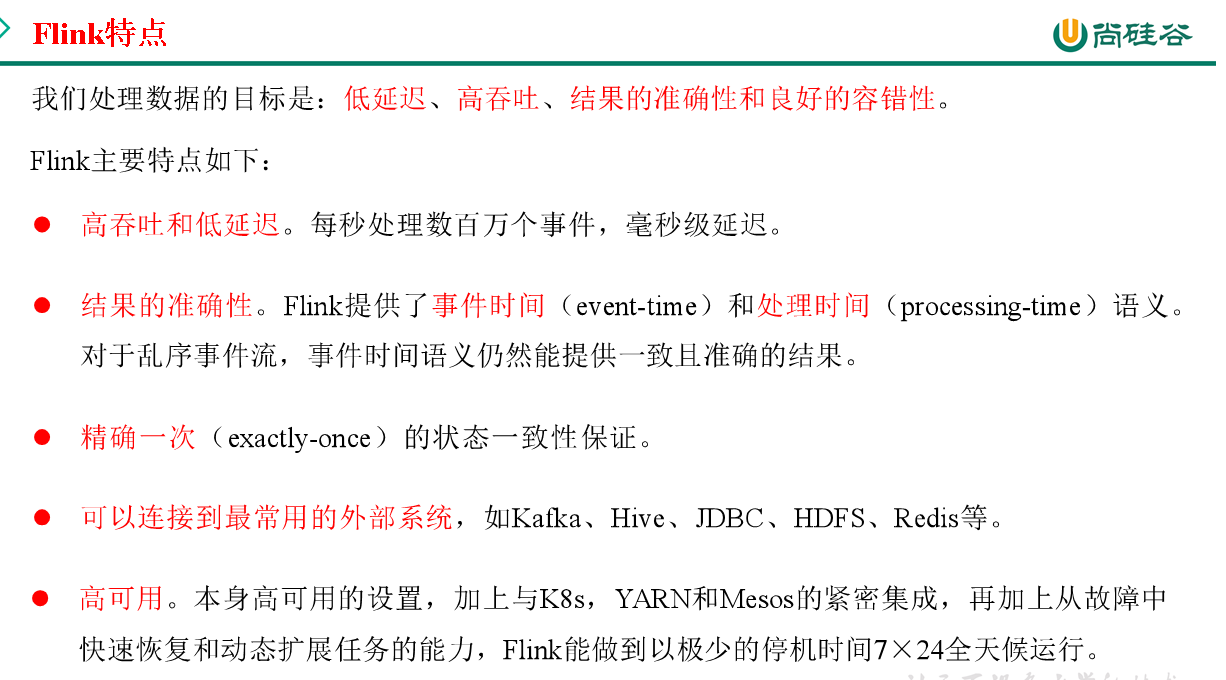 Flink特点
尚硅谷
我们处理数据的目标是：低延迟、高吞吐、结果的准确性和良好的容错性。
Flink主要特点如下：
● 高吞吐和低延迟。每秒处理数百万个事件，毫秒级延迟。
● 结果的准确性。Flink提供了事件时间（event-time）和处理时间（processing-time）语义。
对于乱序事件流，事件时间语义仍然能提供一致且准确的结果。
● 精确一次（exactly-once）的状态一致性保证。
● 可以连接到最常用的外部系统，如Kafka、Hive、JDBC、HDFS、Redis等。
● 高可用。本身高可用的设置，加上与K8s，YARN和Mesos的紧密集成，再加上从故障中
快速恢复和动态扩展任务的能力，Flink能做到以极少的停机时间7×24全天候运行。